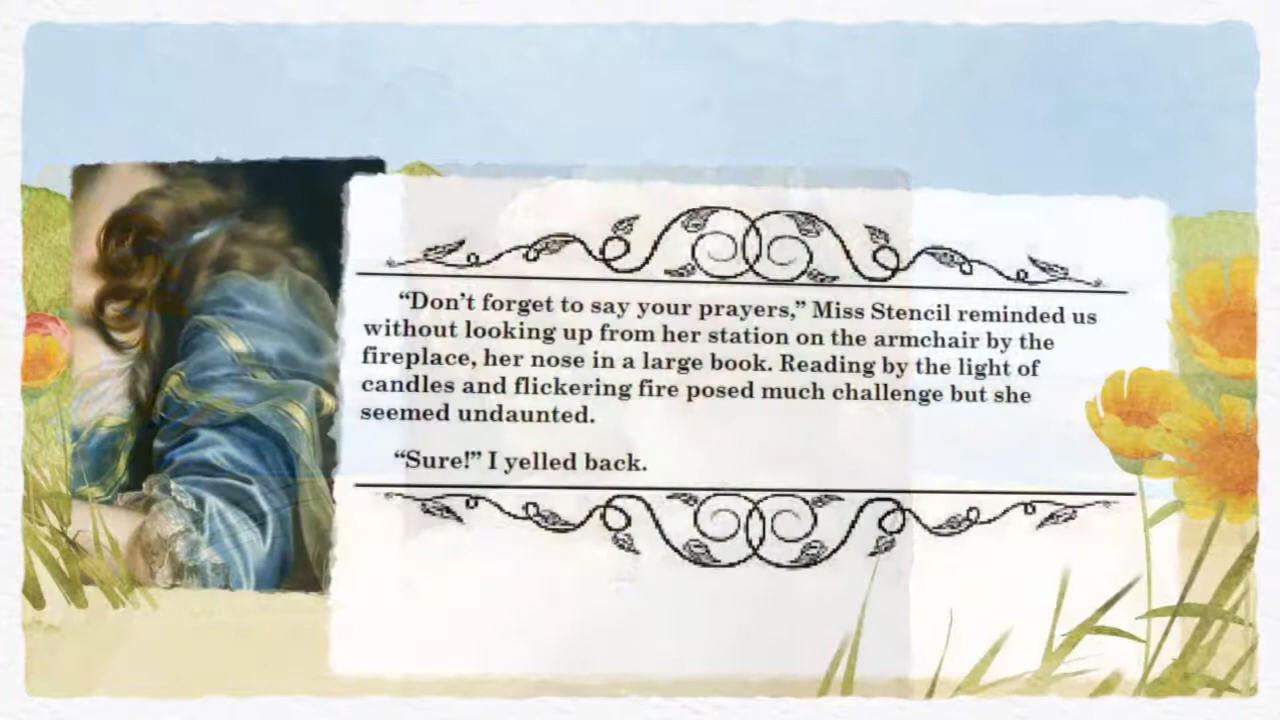 “Don’t forget to say your prayers,” Miss Stencil reminded us
without looking up from her station on the armchair by the
fireplace, her nose in a large book. Reading by the light of
candles and flickering fire posed much challenge but she
seemed undaunted.
“Sure!” I yelled back.